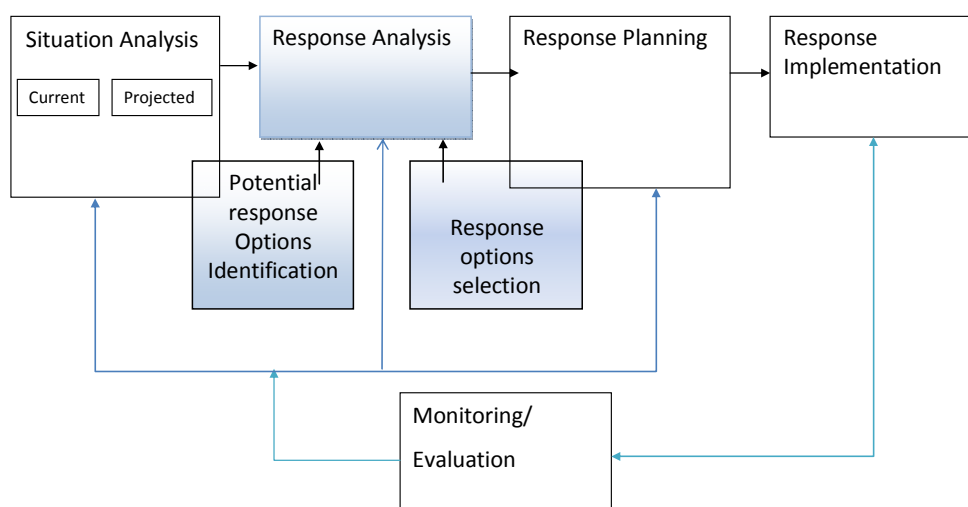 Situation Analysis
Current
Projected
Response Analysis
Response Planning
Response
Implementation
Potential
response
Options
Identification
Response
options
selection
Monitoring/
Evaluation